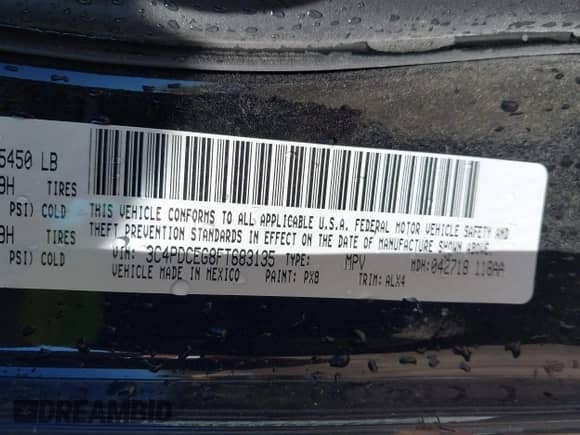 5450 LB
9H TIRES
PSI) COLD
THIS VEHICLE CONFORMS TO ALL APPLICABLE U.S.A. FEDERAL MOTOR VEHICLE SAFETY AND
9H TIRES
THEFT PREVENTION STANDARDS IN EFFECT ON THE DATE OF MANUFACTURE SHOWN ABOVE.
PSI) COLD
VIN: 3C4PDCEG8FT683135 TYPE: MPV MDH: 042718 118AA
VEHICLE MADE IN MEXICO PAINT: PX8 TRIM: ALX4
DREAMBID